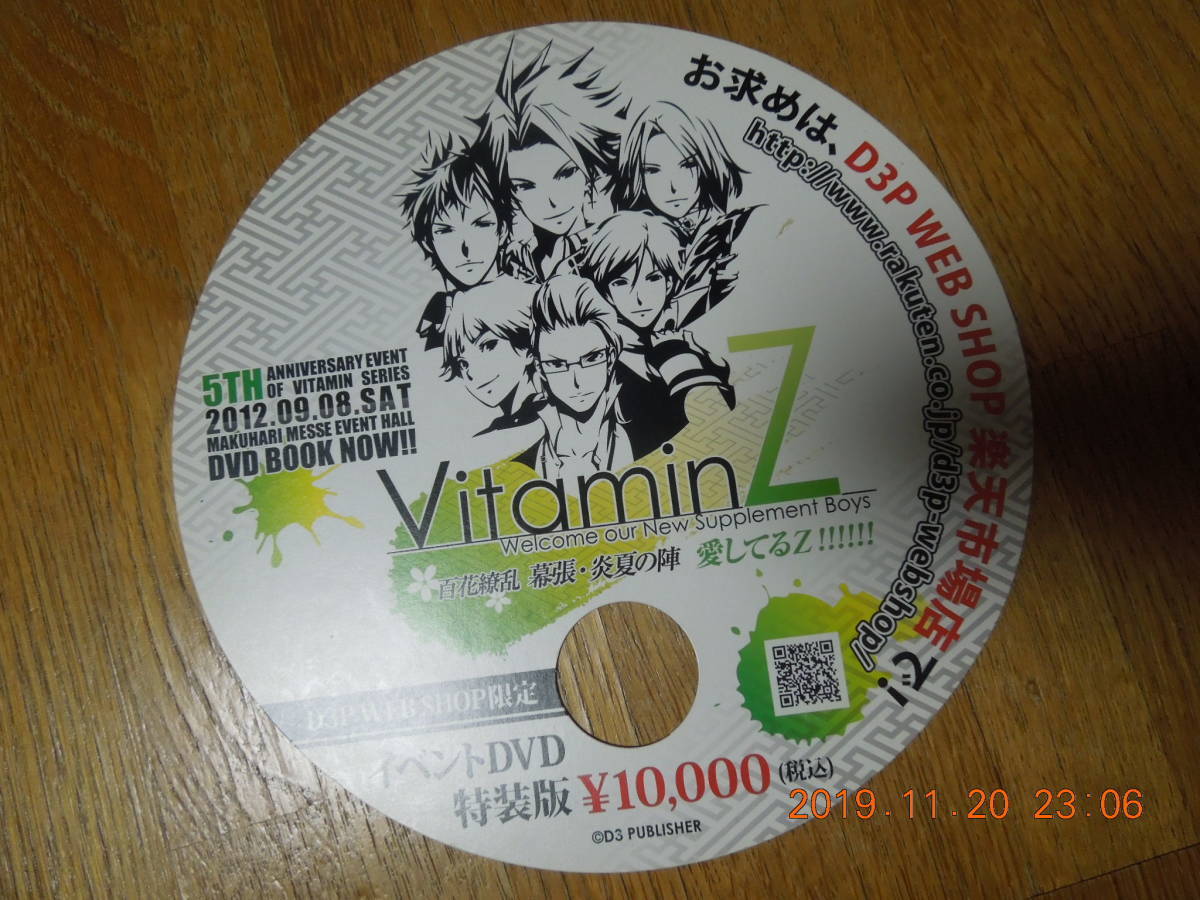 お求めは、D3P WEB SHOP 楽天市場店で!
http://www.rakuten.co.jp/d3p-webshop/
5TH ANNIVERSARY EVENT
OF VITAMIN SERIES
2012.09.08.SAT
MAKUHARI MESSE EVENT HALL
DVD BOOK NOW!!
VitaminZ
Welcome our New Supplement Boys
百花繚乱 幕張・炎夏の陣 愛してるZ!!!!!!
D3P WEB SHOP限定
イベントDVD
特装版 ¥10,000(税込)
©D3 PUBLISHER
2019.11.20 23:06